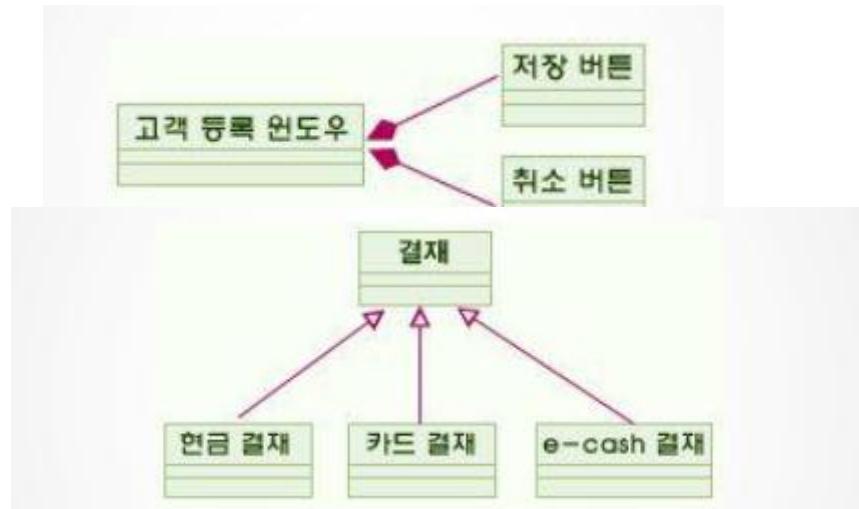 저장 버튼
고객 등록 윈도우
취소 버튼
결재
현금 결재
카드 결재
e-cash 결재